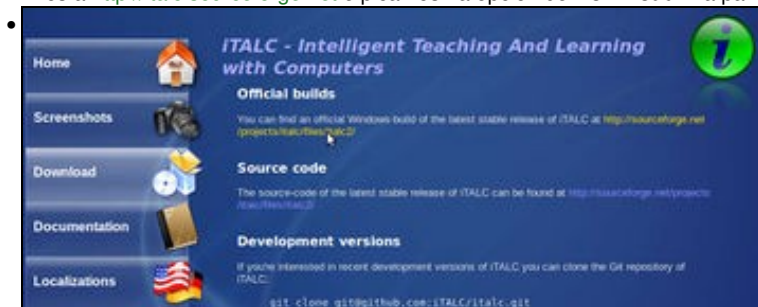 Home
Screenshots
Download
Documentation
Localizations
iTALC - Intelligent Teaching And Learning
with Computers
Official builds
You can find an official Windows build of the latest stable release of iTALC at http://sourceforge.net
/projects/italc/files/italc2/
Source code
The source-code of the latest stable release of iTALC can be found at http://sourceforge.net/projects
/italc/files/italc2/
Development versions
If you're interested in recent development versions of iTALC you can clone the Git repository of
iTALC:
git clone git@github.com:iTALC/italc.git